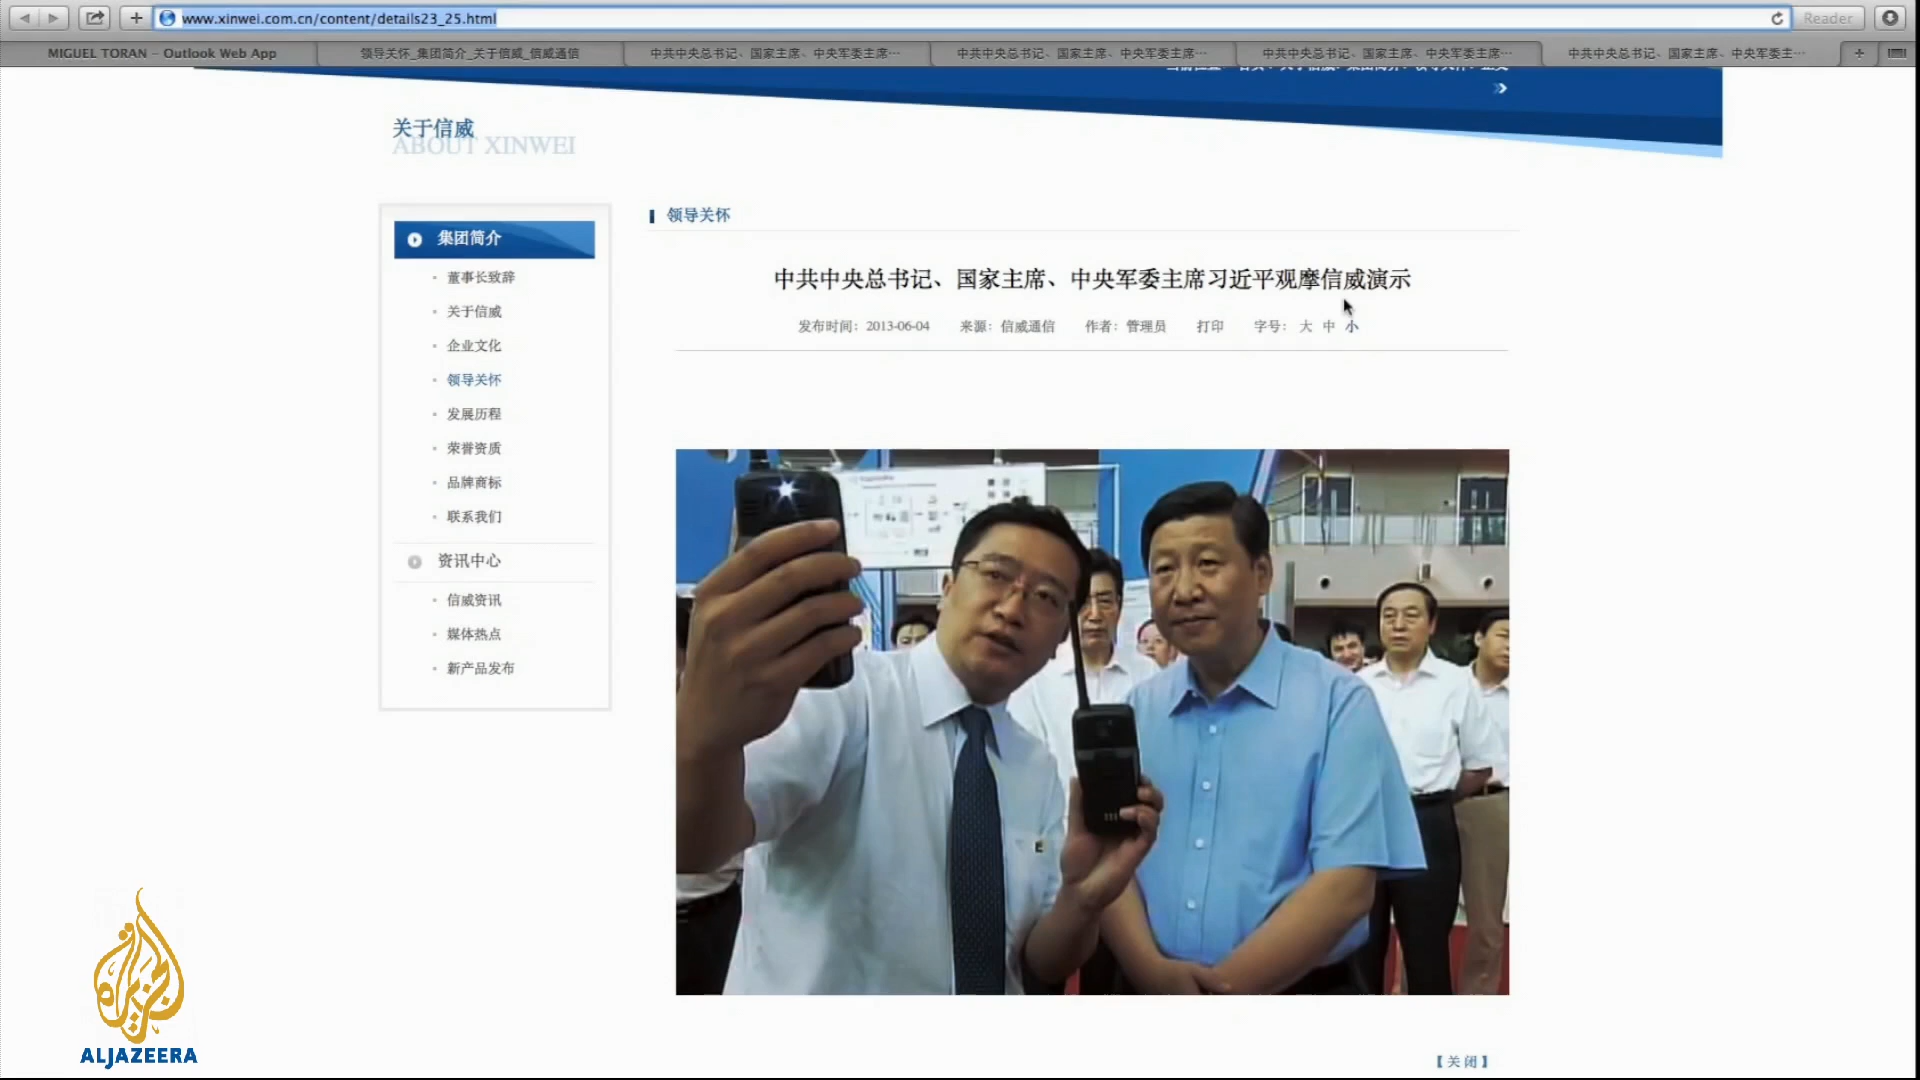 www.xinwei.com.cn/content/details23_25.html
Reader
MIGUEL TORAN – Outlook Web App
领导关怀_集团简介_关于信威_信威通信
中共中央总书记、国家主席、中央军委主席…
中共中央总书记、国家主席、中央军委主席…
中共中央总书记、国家主席、中央军委主席…
中共中央总书记、国家主席、中央军委主…
关于信威
ABOUT XINWEI
集团简介
董事长致辞
关于信威
企业文化
领导关怀
发展历程
荣誉资质
品牌商标
联系我们
资讯中心
信威资讯
媒体热点
新产品发布
领导关怀
中共中央总书记、国家主席、中央军委主席习近平观摩信威演示
发布时间：2013-06-04 来源：信威通信 作者：管理员 打印 字号： 大 中 小
【关闭】
ALJAZEERA